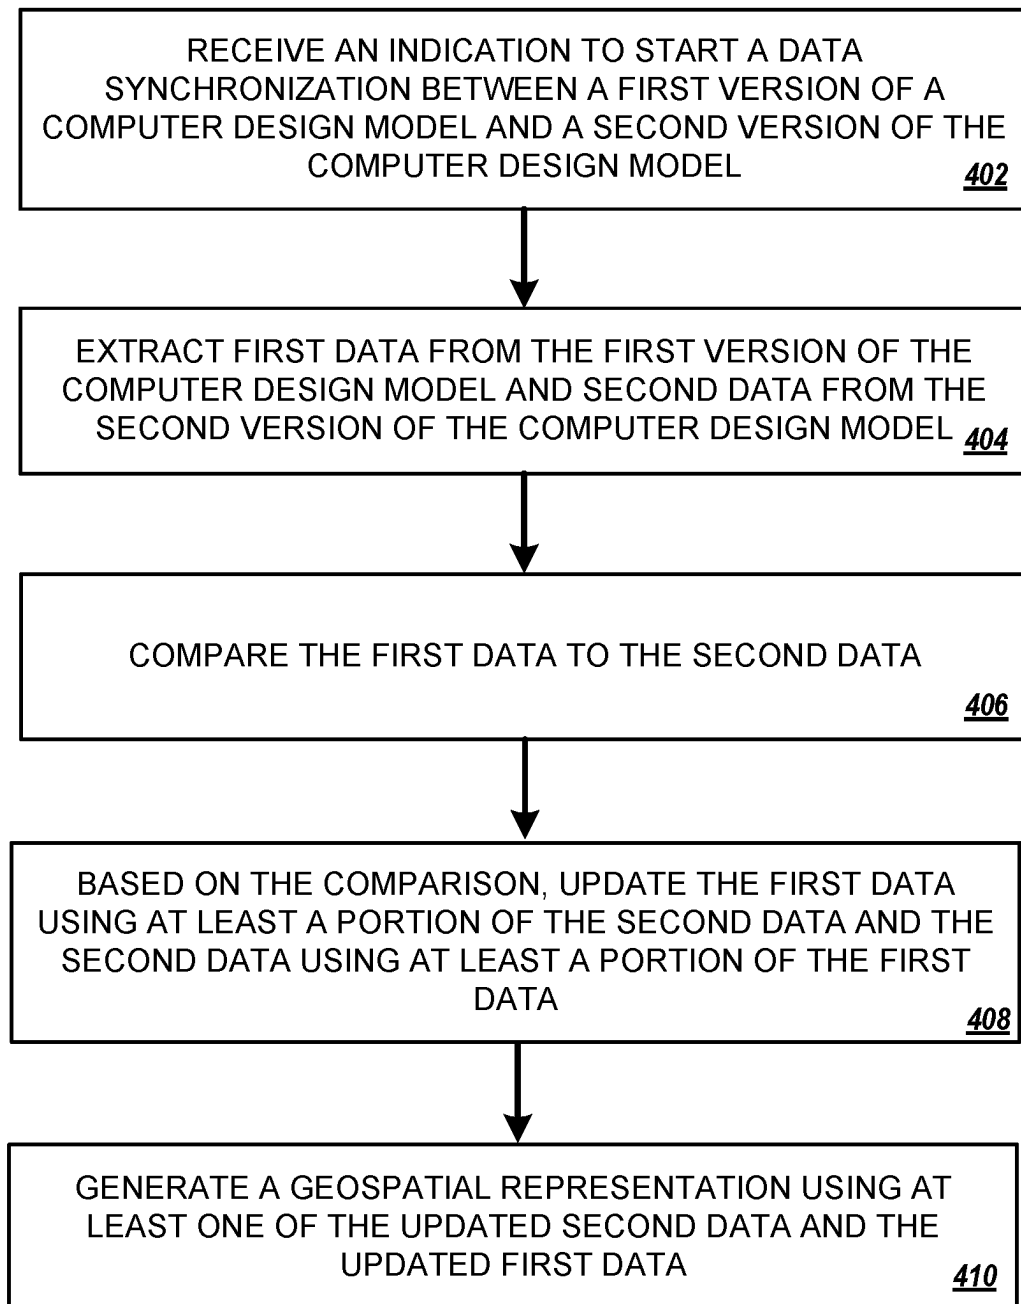 RECEIVE AN INDICATION TO START A DATA
SYNCHRONIZATION BETWEEN A FIRST VERSION OF A
COMPUTER DESIGN MODEL AND A SECOND VERSION OF THE
COMPUTER DESIGN MODEL
402
EXTRACT FIRST DATA FROM THE FIRST VERSION OF THE
COMPUTER DESIGN MODEL AND SECOND DATA FROM THE
SECOND VERSION OF THE COMPUTER DESIGN MODEL
404
COMPARE THE FIRST DATA TO THE SECOND DATA
406
BASED ON THE COMPARISON, UPDATE THE FIRST DATA
USING AT LEAST A PORTION OF THE SECOND DATA AND THE
SECOND DATA USING AT LEAST A PORTION OF THE FIRST
DATA
408
GENERATE A GEOSPATIAL REPRESENTATION USING AT
LEAST ONE OF THE UPDATED SECOND DATA AND THE
UPDATED FIRST DATA
410